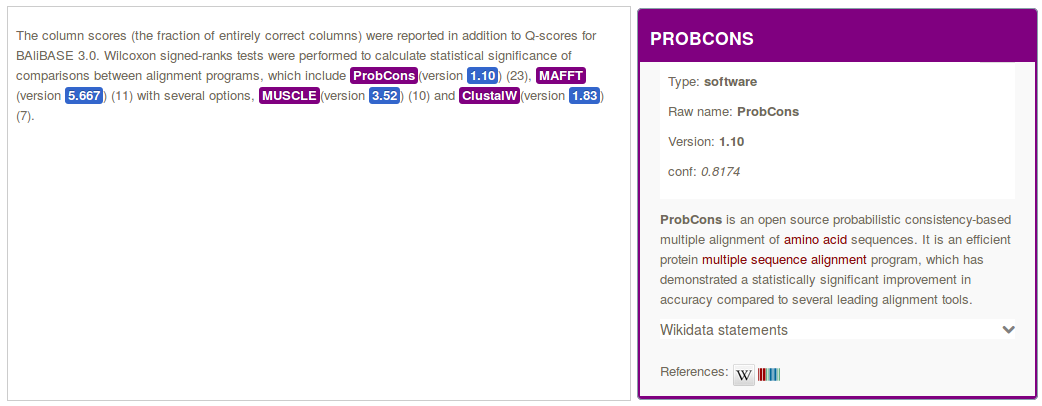 The column scores (the fraction of entirely correct columns) were reported in addition to Q-scores for
BAliBASE 3.0. Wilcoxon signed-ranks tests were performed to calculate statistical significance of
comparisons between alignment programs, which include ProbCons (version 1.10) (23), MAFFT
(version 5.667) (11) with several options, MUSCLE (version 3.52) (10) and ClustalW (version 1.83)
(7).
PROBCONS
Type: software
Raw name: ProbCons
Version: 1.10
conf: 0.8174
ProbCons is an open source probabilistic consistency-based
multiple alignment of amino acid sequences. It is an efficient
protein multiple sequence alignment program, which has
demonstrated a statistically significant improvement in
accuracy compared to several leading alignment tools.
Wikidata statements
References: W